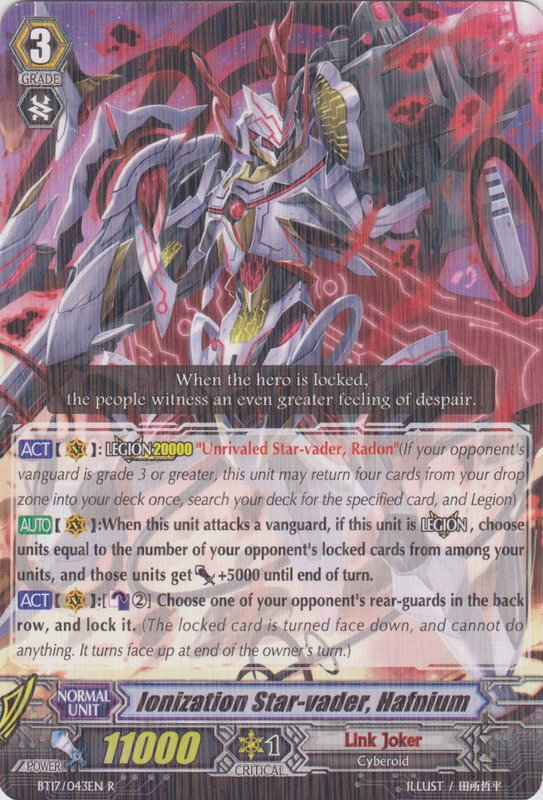 3
GRADE
When the hero is locked,
the people witness an even greater feeling of despair.
ACT【 V 】: LEGION 20000 "Unrivaled Star-vader, Radon"(If your opponent's
vanguard is grade 3 or greater, this unit may return four cards from your drop
zone into your deck once, search your deck for the specified card, and Legion)
AUTO【 V 】:When this unit attacks a vanguard, if this unit is LEGION, choose
units equal to the number of your opponent's locked cards from among your
units, and those units get +5000 until end of turn.
ACT【 V 】:[②] Choose one of your opponent's rear-guards in the back
row, and lock it. (The locked card is turned face down, and cannot do
anything. It turns face up at end of the owner's turn.)
NORMAL
UNIT
Ionization Star-vader, Hafnium
POWER
11000
1
CRITICAL
Link Joker
Cyberoid
BT17/043EN R
ILLUST / 田所哲平